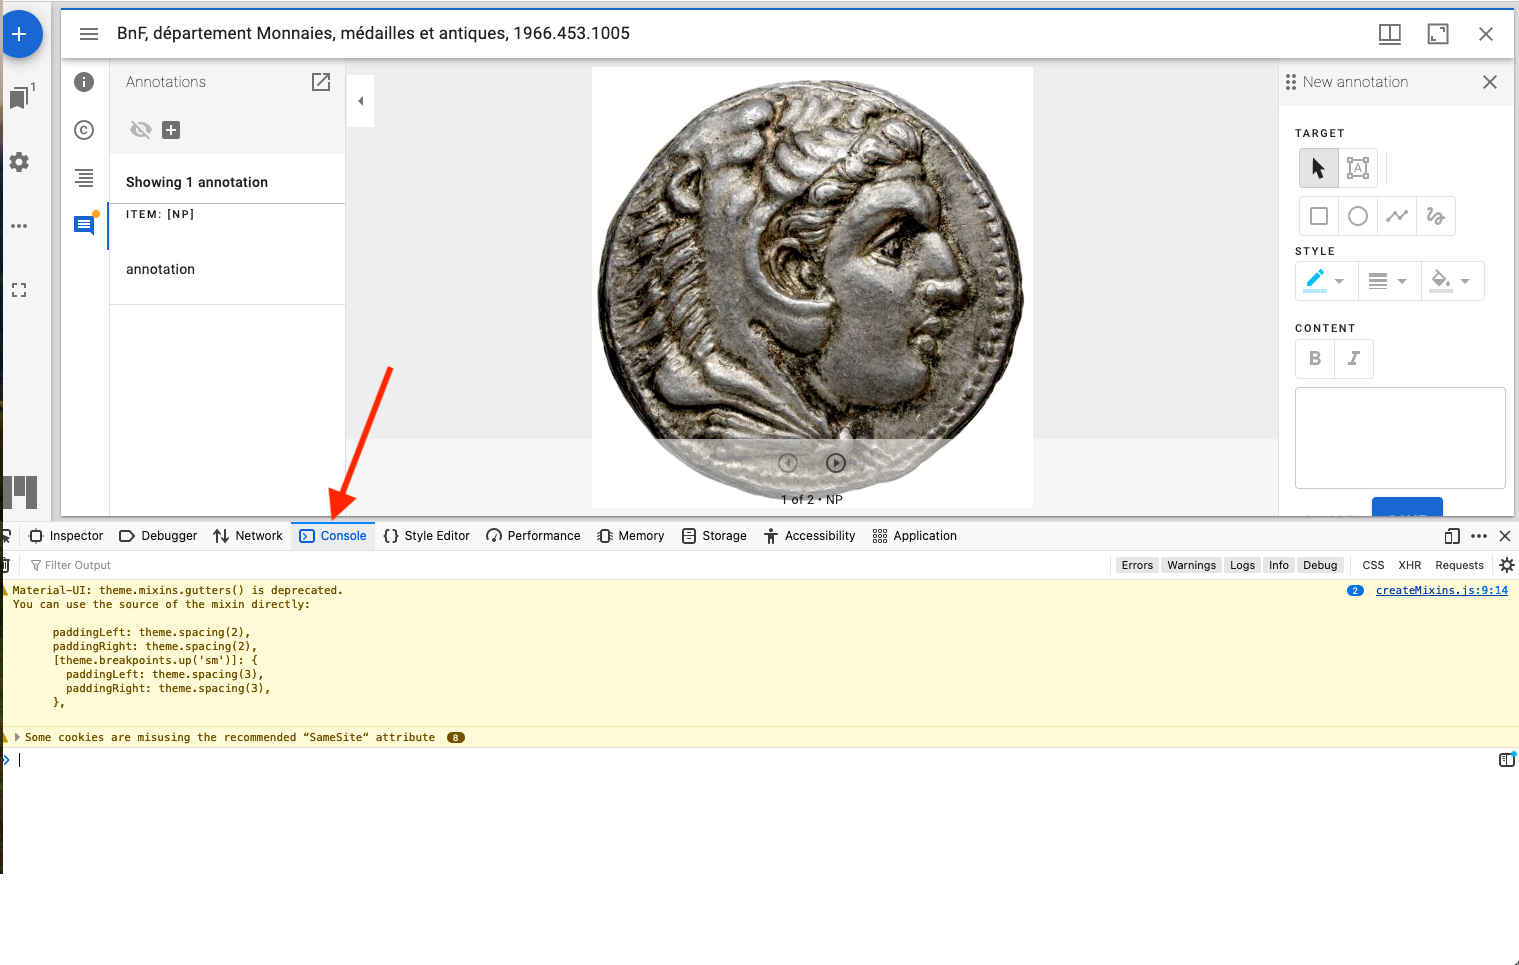 BnF, département Monnaies, médailles et antiques, 1966.453.1005
1
Annotations
Showing 1 annotation
ITEM: [NP]
annotation
1 of 2 • NP
New annotation
TARGET
A
STYLE
CONTENT
B I
Inspector Debugger Network Console Style Editor Performance Memory Storage Accessibility Application
Filter Output Errors Warnings Logs Info Debug CSS XHR Requests
Material-UI: theme.mixins.gutters() is deprecated. 2 createMixins.js:9:14
You can use the source of the mixin directly:
paddingLeft: theme.spacing(2),
paddingRight: theme.spacing(2),
[theme.breakpoints.up('sm')]: {
paddingLeft: theme.spacing(3),
paddingRight: theme.spacing(3),
},
Some cookies are misusing the recommended “SameSite“ attribute 8